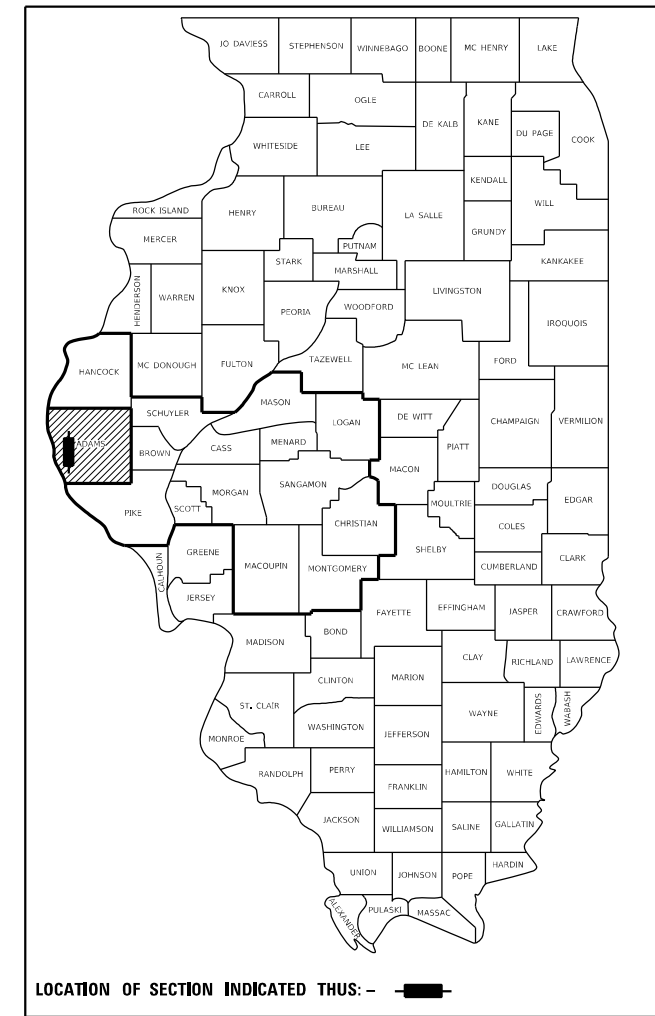 JO DAVIESS STEPHENSON WINNEBAGO BOONE MC HENRY LAKE
CARROLL OGLE DE KALB KANE DU PAGE COOK
WHITESIDE LEE
KENDALL WILL
ROCK ISLAND HENRY BUREAU LA SALLE GRUNDY
MERCER PUTNAM KANKAKEE
STARK MARSHALL
HENDERSON WARREN KNOX PEORIA WOODFORD LIVINGSTON IROQUOIS
HANCOCK MC DONOUGH FULTON TAZEWELL MC LEAN FORD
SCHUYLER MASON LOGAN DE WITT CHAMPAIGN VERMILION
ADAMS BROWN CASS MENARD PIATT
MACON
PIKE SCOTT MORGAN SANGAMON CHRISTIAN MOULTRIE DOUGLAS EDGAR
COLES
GREENE MACOUPIN MONTGOMERY SHELBY CUMBERLAND CLARK
CALHOUN JERSEY
FAYETTE EFFINGHAM JASPER CRAWFORD
MADISON BOND
CLAY RICHLAND LAWRENCE
CLINTON MARION
ST. CLAIR WASHINGTON WAYNE EDWARDS WABASH
MONROE JEFFERSON
RANDOLPH PERRY HAMILTON WHITE
FRANKLIN
JACKSON WILLIAMSON SALINE GALLATIN
UNION JOHNSON POPE HARDIN
ALEXANDER PULASKI MASSAC
LOCATION OF SECTION INDICATED THUS: -